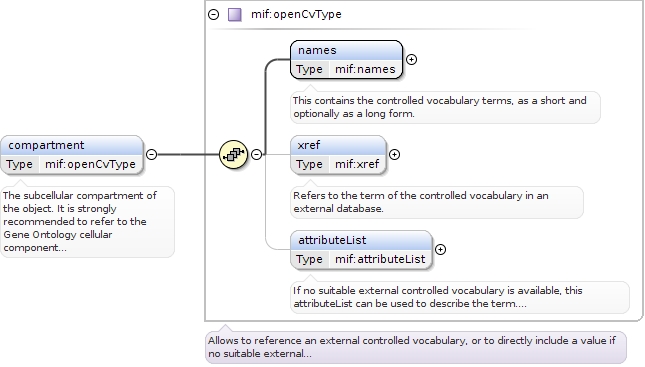 mif:openCvType
names
Type mif:names
This contains the controlled vocabulary terms, as a short and
optionally as a long form.
compartment
Type mif:openCvType
The subcellular compartment of
the object. It is strongly
recommended to refer to the
Gene Ontology cellular
component...
xref
Type mif:xref
Refers to the term of the controlled vocabulary in an
external database.
attributeList
Type mif:attributeList
If no suitable external controlled vocabulary is available, this
attributeList can be used to describe the term....
Allows to reference an external controlled vocabulary, or to directly include a value if
no suitable external...